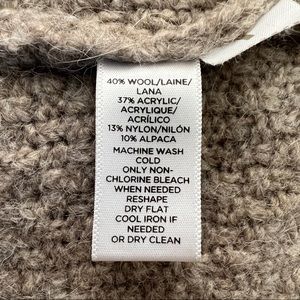 40% WOOL/LAINE/
LANA
37% ACRYLIC/
ACRYLIQUE/
ACRÍLICO
13% NYLON/NILÓN
10% ALPACA
MACHINE WASH
COLD
ONLY NON-
CHLORINE BLEACH
WHEN NEEDED
RESHAPE
DRY FLAT
COOL IRON IF
NEEDED
OR DRY CLEAN